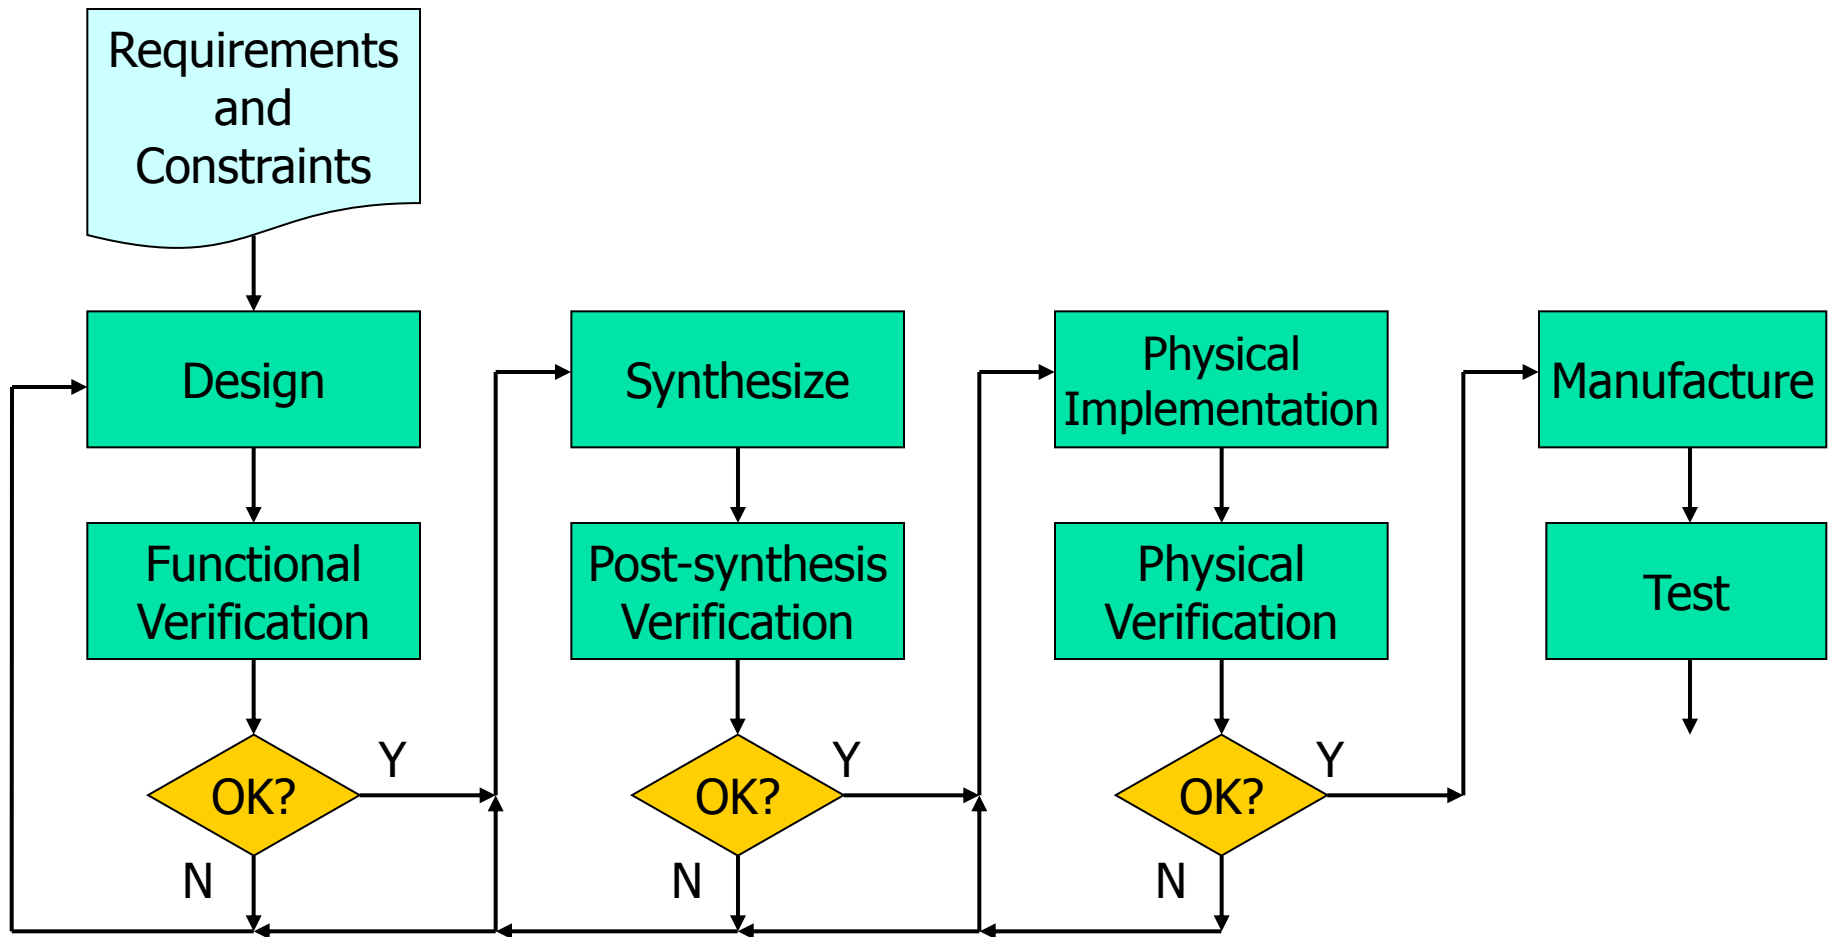 Requirements
and
Constraints
Design
Synthesize
Physical
Implementation
Manufacture
Functional
Verification
Post-synthesis
Verification
Physical
Verification
Test
OK?
Y
OK?
Y
OK?
Y
N
N
N